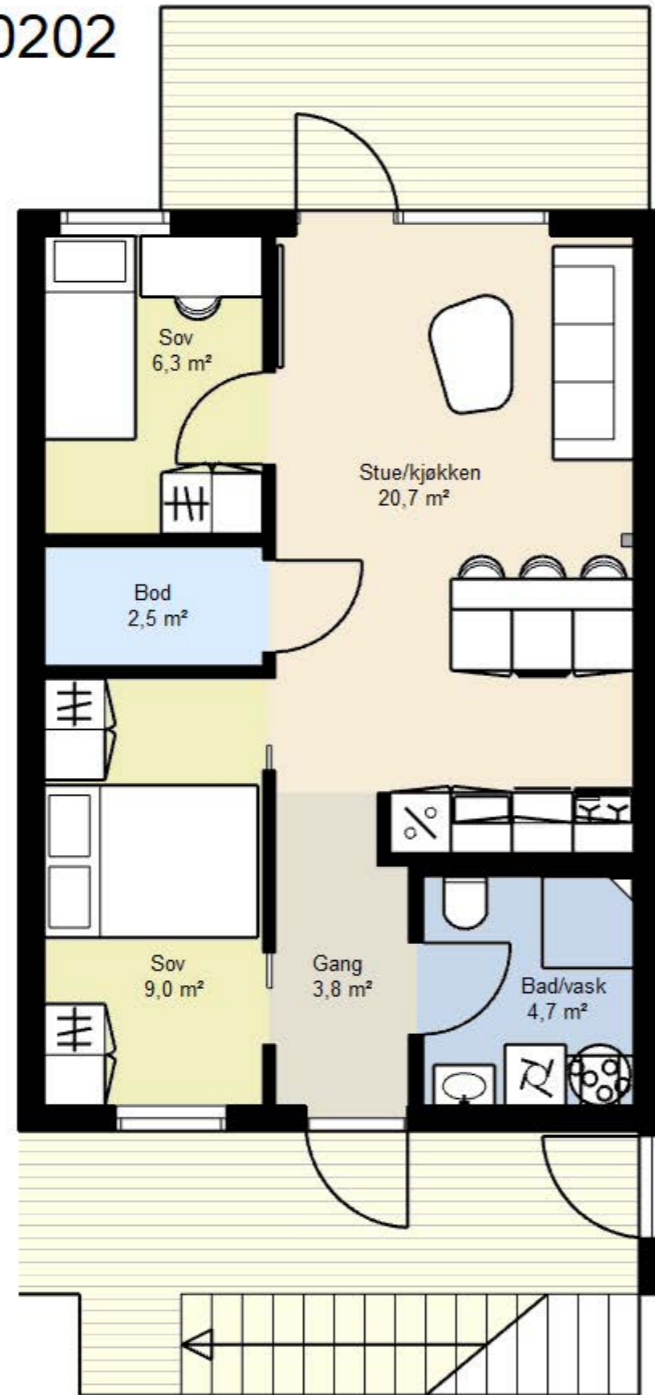 0202
Sov
6,3 m²
Stue/kjøkken
20,7 m²
Bod
2,5 m²
Sov
9,0 m²
Gang
3,8 m²
Bad/vask
4,7 m²